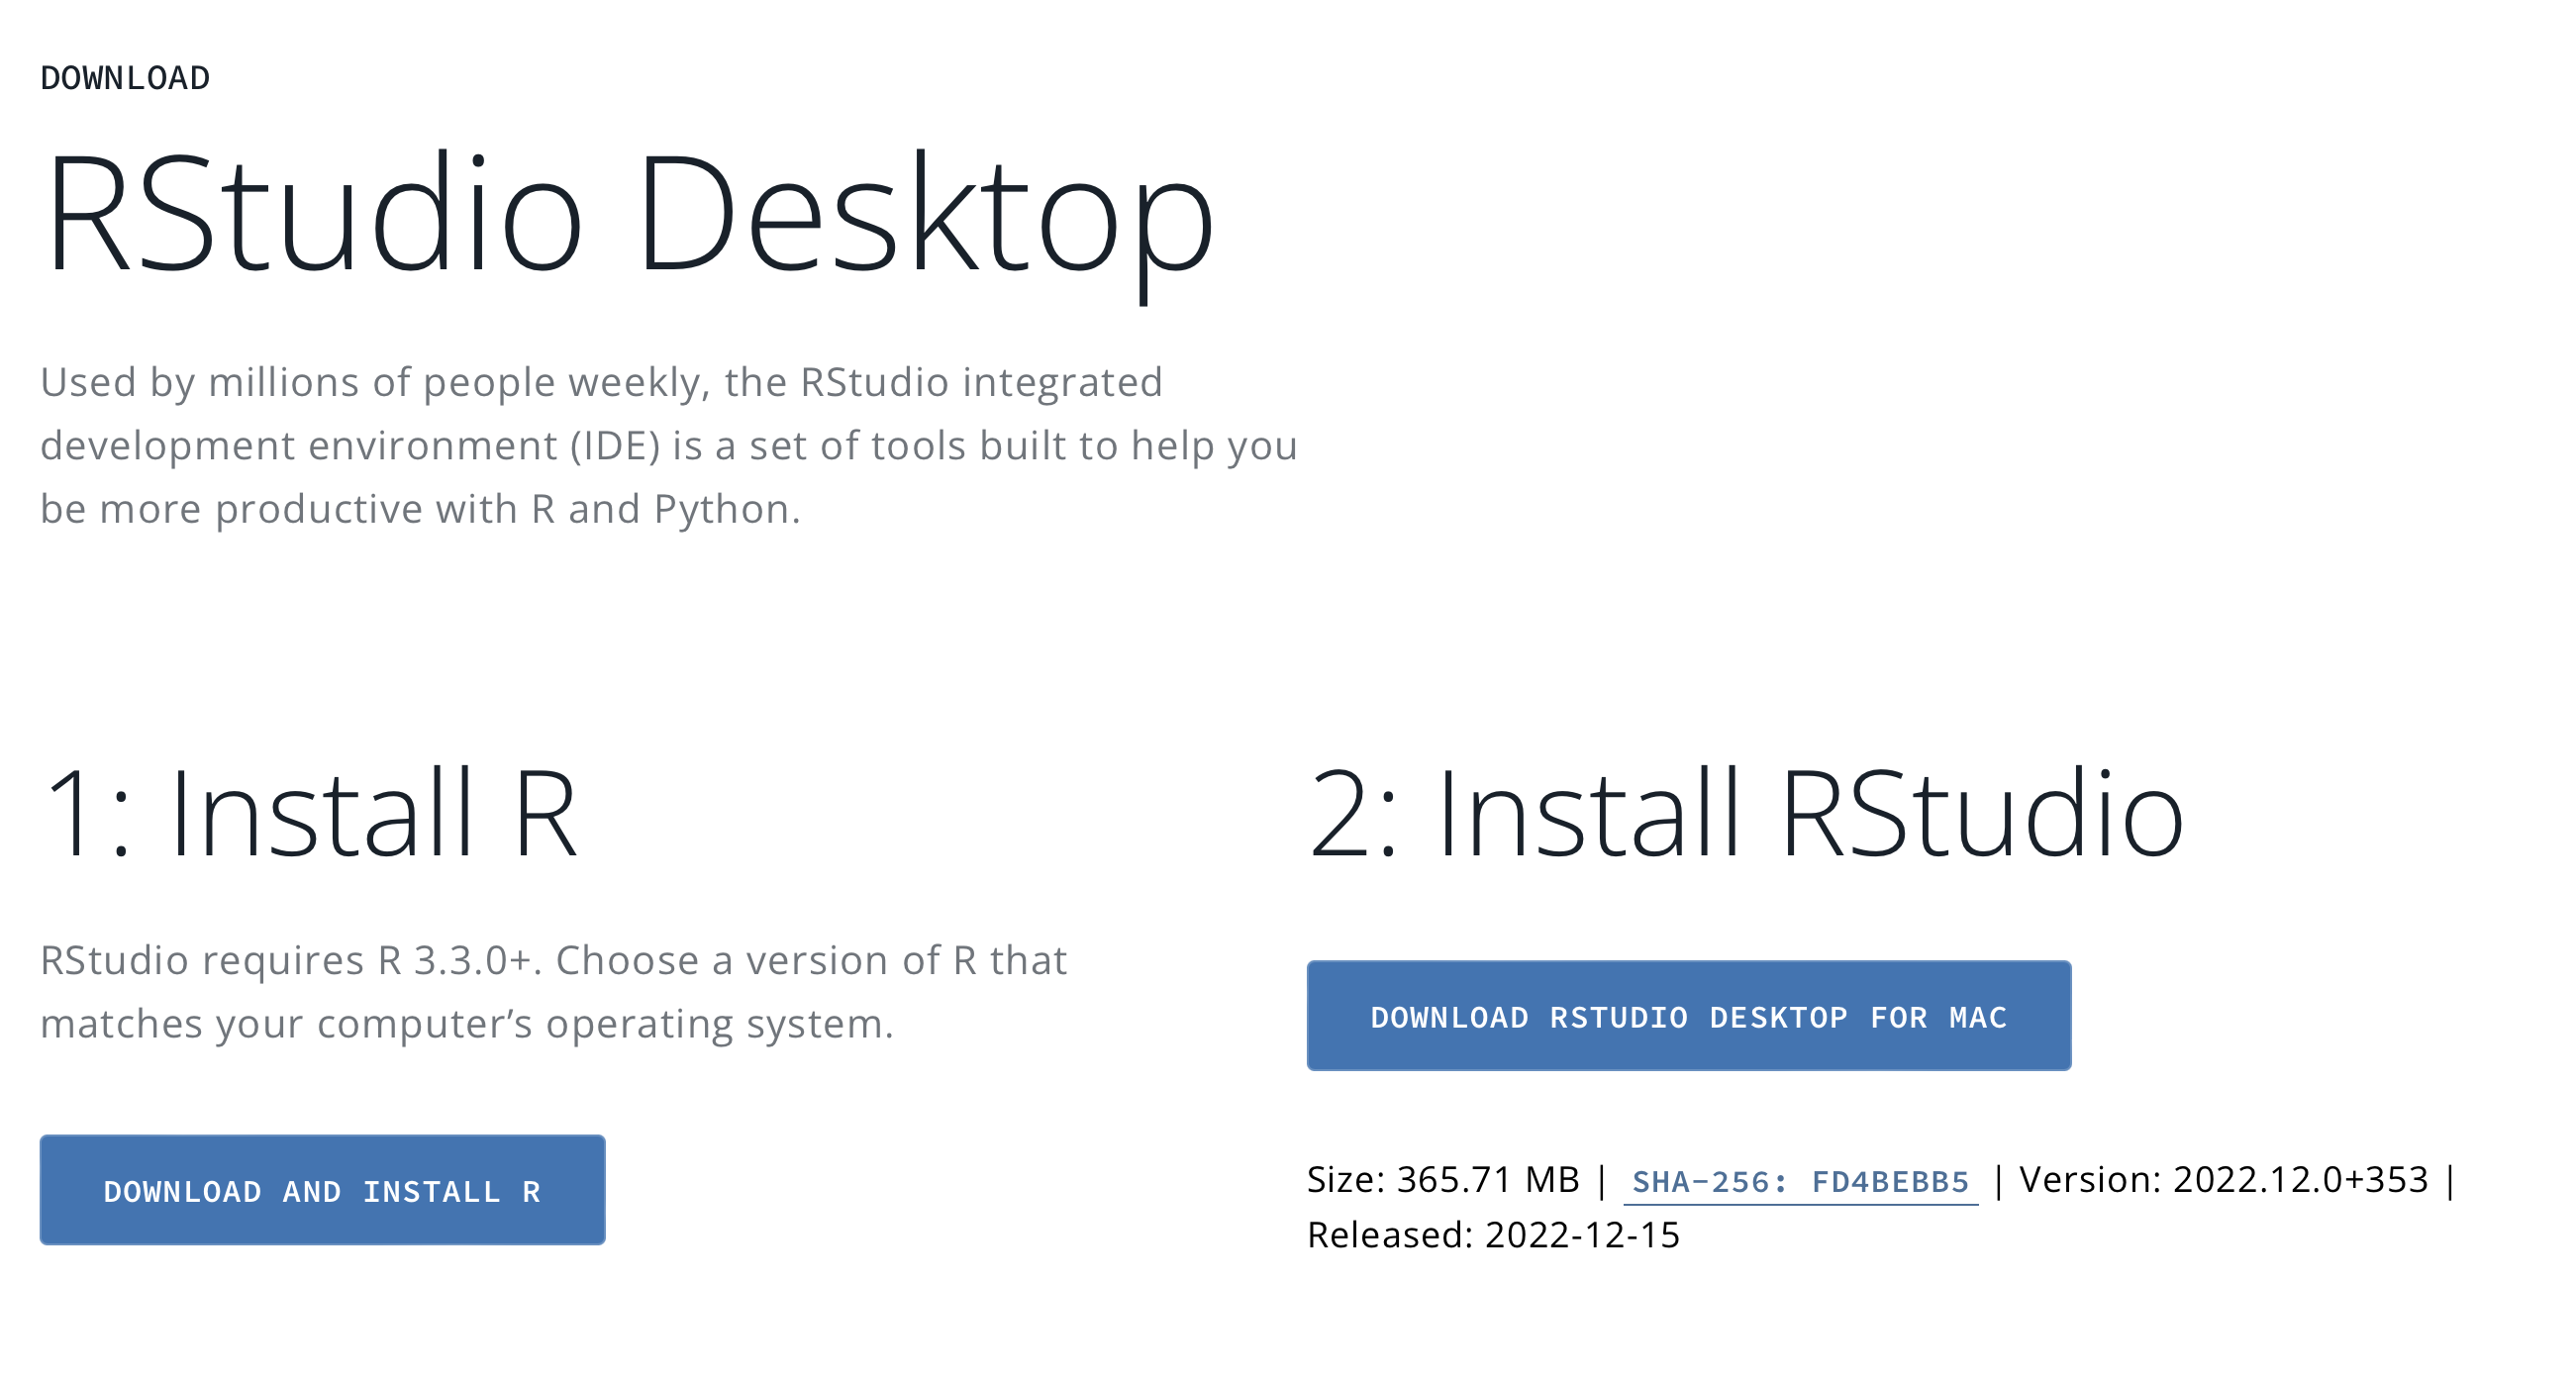 DOWNLOAD
RStudio Desktop
Used by millions of people weekly, the RStudio integrated
development environment (IDE) is a set of tools built to help you
be more productive with R and Python.
1: Install R
RStudio requires R 3.3.0+. Choose a version of R that
matches your computer’s operating system.
DOWNLOAD AND INSTALL R
2: Install RStudio
DOWNLOAD RSTUDIO DESKTOP FOR MAC
Size: 365.71 MB | SHA-256: FD4BEBB5 | Version: 2022.12.0+353 |
Released: 2022-12-15